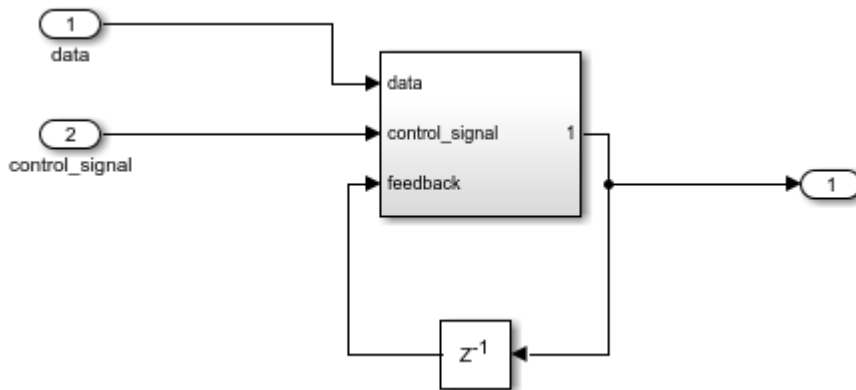 1
data
data
2
control_signal
control_signal
1
feedback
1
Z-1